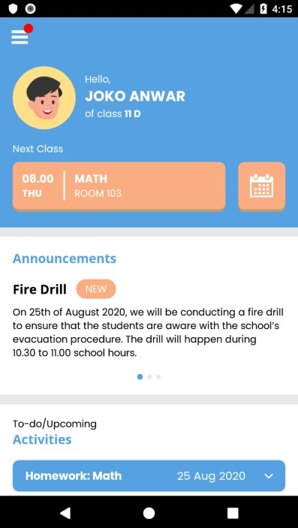 4:15
Hello,
JOKO ANWAR
of class 11 D
Next Class
08.00 MATH
THU ROOM 103
Announcements
Fire Drill NEW
On 25th of August 2020, we will be conducting a fire drill
to ensure that the students are aware with the school's
evacuation procedure. The drill will happen during
10.30 to 11.00 school hours.
To-do/Upcoming
Activities
Homework: Math 25 Aug 2020